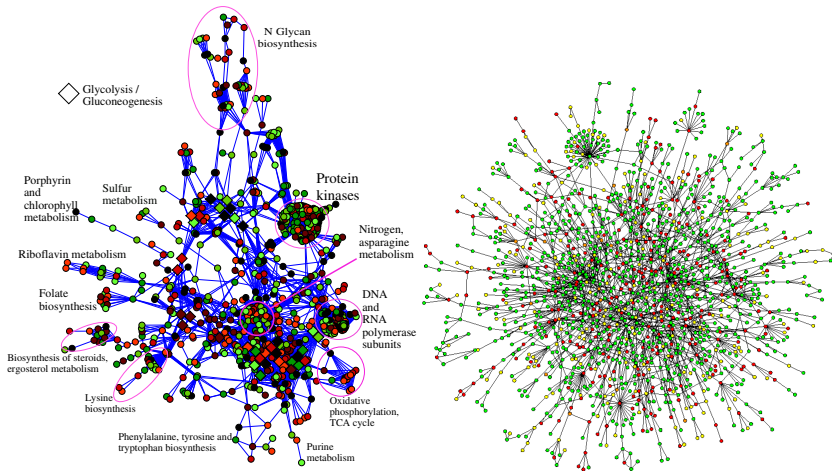 N Glycan
biosynthesis
Glycolysis /
Gluconeogenesis
Protein
kinases
Porphyrin
and
chlorophyll
metabolism
Sulfur
metabolism
Nitrogen,
asparagine
metabolism
Riboflavin metabolism
Folate
biosynthesis
DNA
and
RNA
polymerase
subunits
Biosynthesis of steroids,
ergosterol metabolism
Lysine
biosynthesis
Oxidative
phosphorylation,
TCA cycle
Phenylalanine, tyrosine and
tryptophan biosynthesis
Purine
metabolism